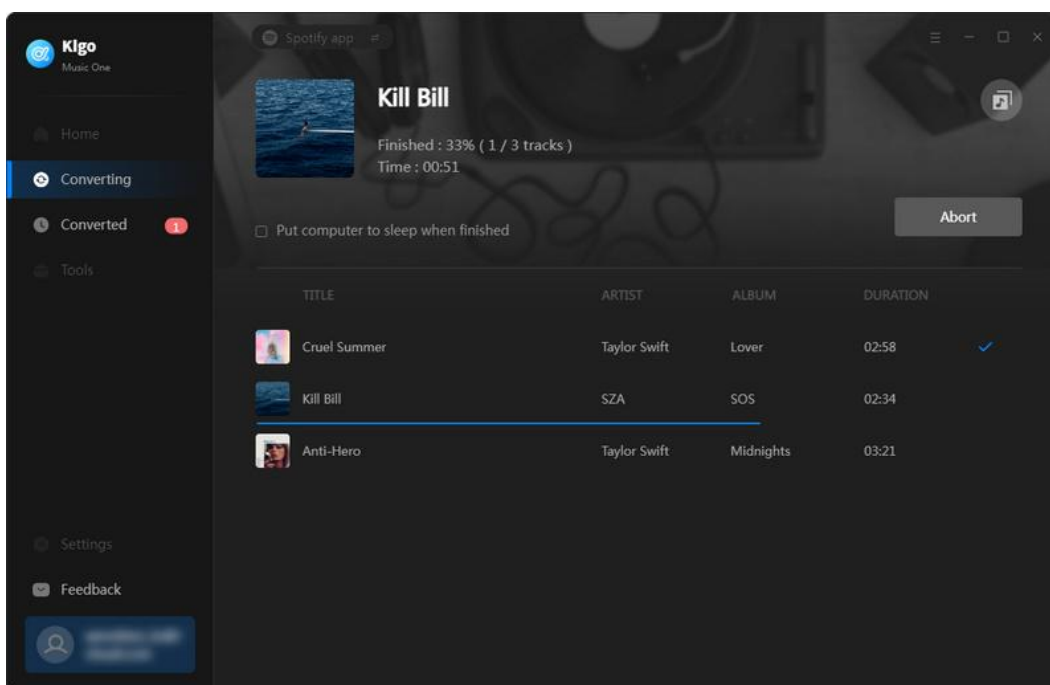 Klgo
Music One
Home
Converting
Converted 1
Tools
Settings
Feedback
Spotify app
Kill Bill
Finished : 33% ( 1 / 3 tracks )
Time : 00:51
Put computer to sleep when finished
Abort
TITLE ARTIST ALBUM DURATION
Cruel Summer Taylor Swift Lover 02:58
Kill Bill SZA SOS 02:34
Anti-Hero Taylor Swift Midnights 03:21